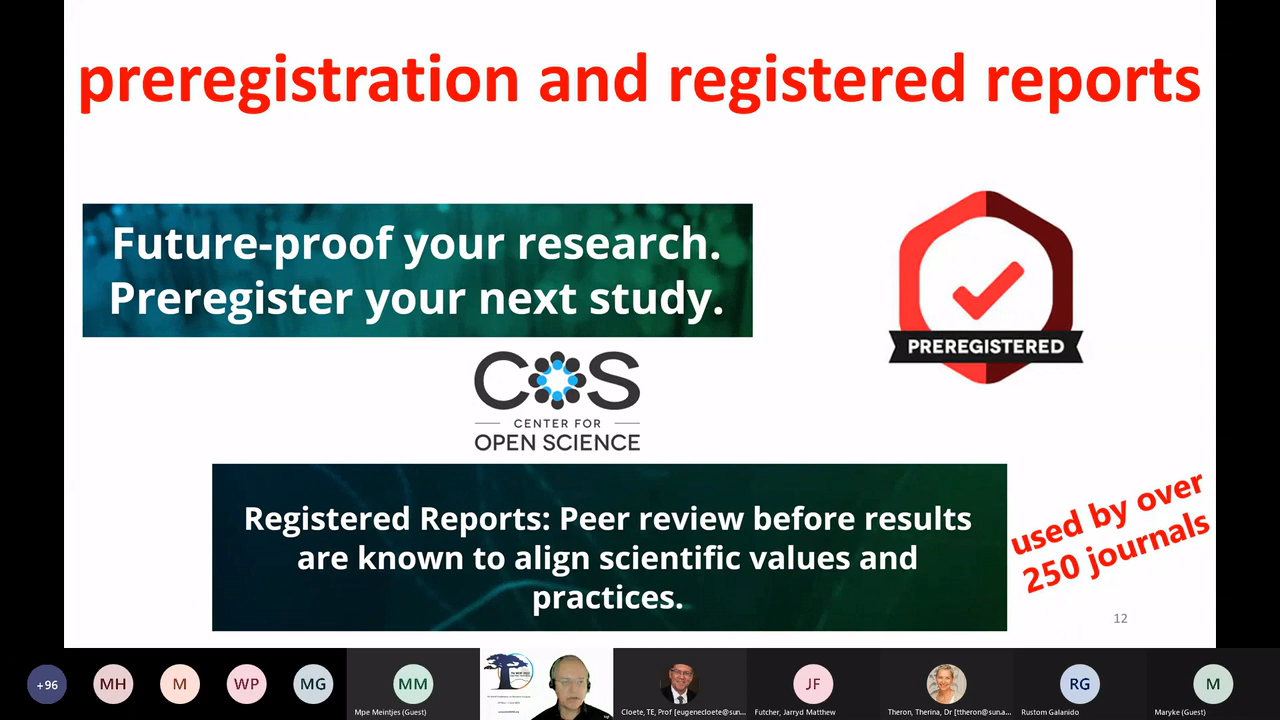 preregistration and registered reports
Future-proof your research.
Preregister your next study.
PREREGISTERED
COS
CENTER FOR
OPEN SCIENCE
Registered Reports: Peer review before results
are known to align scientific values and
practices.
used by over
250 journals
12
+96
MH
M
WP
MG
MM
Mpe Meintjes (Guest)
Cloete, TE, Prof [eugenecloete@sun...
JF
Futcher, Jarryd Matthew
Theron, Therina, Dr [ttheron@suna...
RG
Rustom Galanido
M
Maryke (Guest)